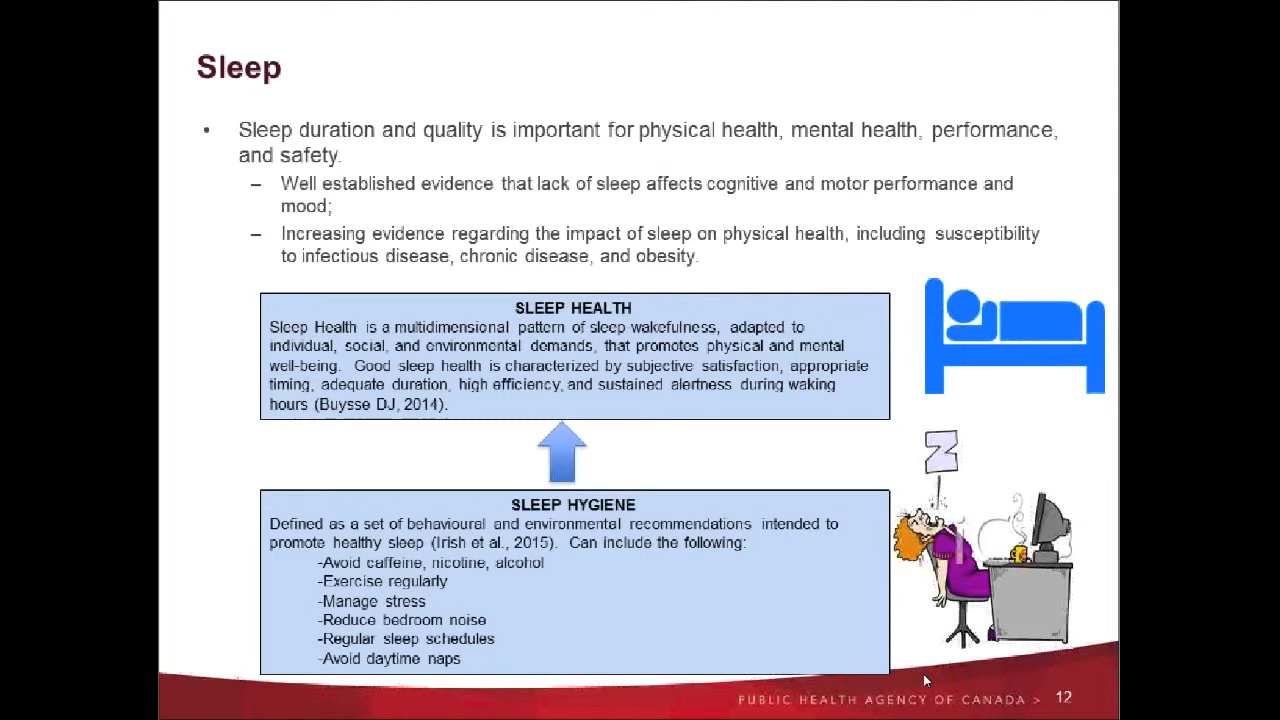 Sleep
• Sleep duration and quality is important for physical health, mental health, performance,
and safety.
– Well established evidence that lack of sleep affects cognitive and motor performance and
mood;
– Increasing evidence regarding the impact of sleep on physical health, including susceptibility
to infectious disease, chronic disease, and obesity.
SLEEP HEALTH
Sleep Health is a multidimensional pattern of sleep wakefulness, adapted to
individual, social, and environmental demands, that promotes physical and mental
well-being. Good sleep health is characterized by subjective satisfaction, appropriate
timing, adequate duration, high efficiency, and sustained alertness during waking
hours (Buysse DJ, 2014).
Z
SLEEP HYGIENE
Defined as a set of behavioural and environmental recommendations intended to
promote healthy sleep (Irish et al., 2015). Can include the following:
-Avoid caffeine, nicotine, alcohol
-Exercise regularly
-Manage stress
-Reduce bedroom noise
-Regular sleep schedules
-Avoid daytime naps
PUBLIC HEALTH AGENCY OF CANADA > 12